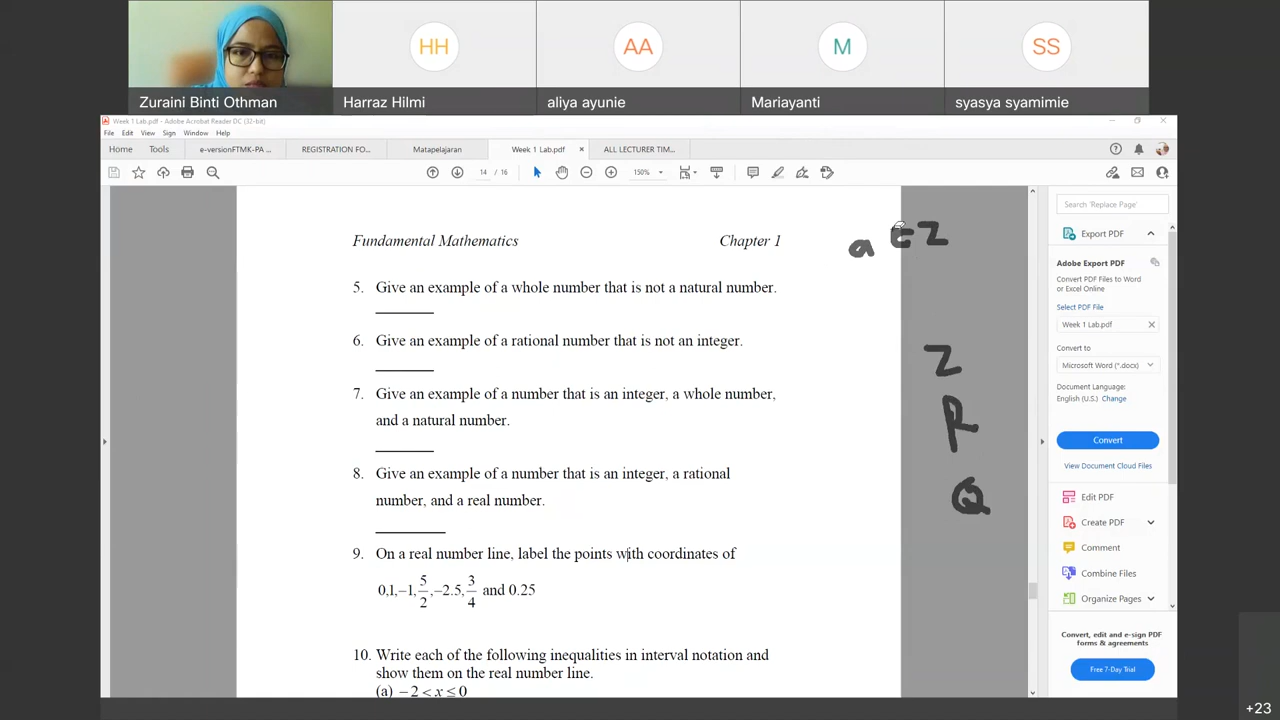 HH
AA
M
SS
Zuraini Binti Othman
Harraz Hilmi
aliya ayunie
Mariayanti
syasya syamimie
Week 1 Lab.pdf - Adobe Acrobat Reader DC (32-bit)
File Edit View Sign Window Help
Home Tools e-versionFTMK-PA ... REGISTRATION FO... Matapelajaran Week 1 Lab.pdf × ALL LECTURER TIM...
14 / 16 150%
Fundamental Mathematics Chapter 1
a ∈ Z
5. Give an example of a whole number that is not a natural number.
6. Give an example of a rational number that is not an integer.
Z
7. Give an example of a number that is an integer, a whole number,
and a natural number.
R
8. Give an example of a number that is an integer, a rational
number, and a real number.
Q
9. On a real number line, label the points with coordinates of
0,1,−1,5/2,−2.5,3/4 and 0.25
10. Write each of the following inequalities in interval notation and
show them on the real number line.
(a) −2 < x ≤ 0
Search 'Replace Page'
Export PDF
Adobe Export PDF
Convert PDF Files to Word
or Excel Online
Select PDF File
Week 1 Lab.pdf ×
Convert to
Microsoft Word (*.docx)
Document Language:
English (U.S.) Change
Convert
View Document Cloud Files
Edit PDF
Create PDF
Comment
Combine Files
Organize Pages
Convert, edit and e-sign PDF
forms & agreements
Free 7-Day Trial
+23